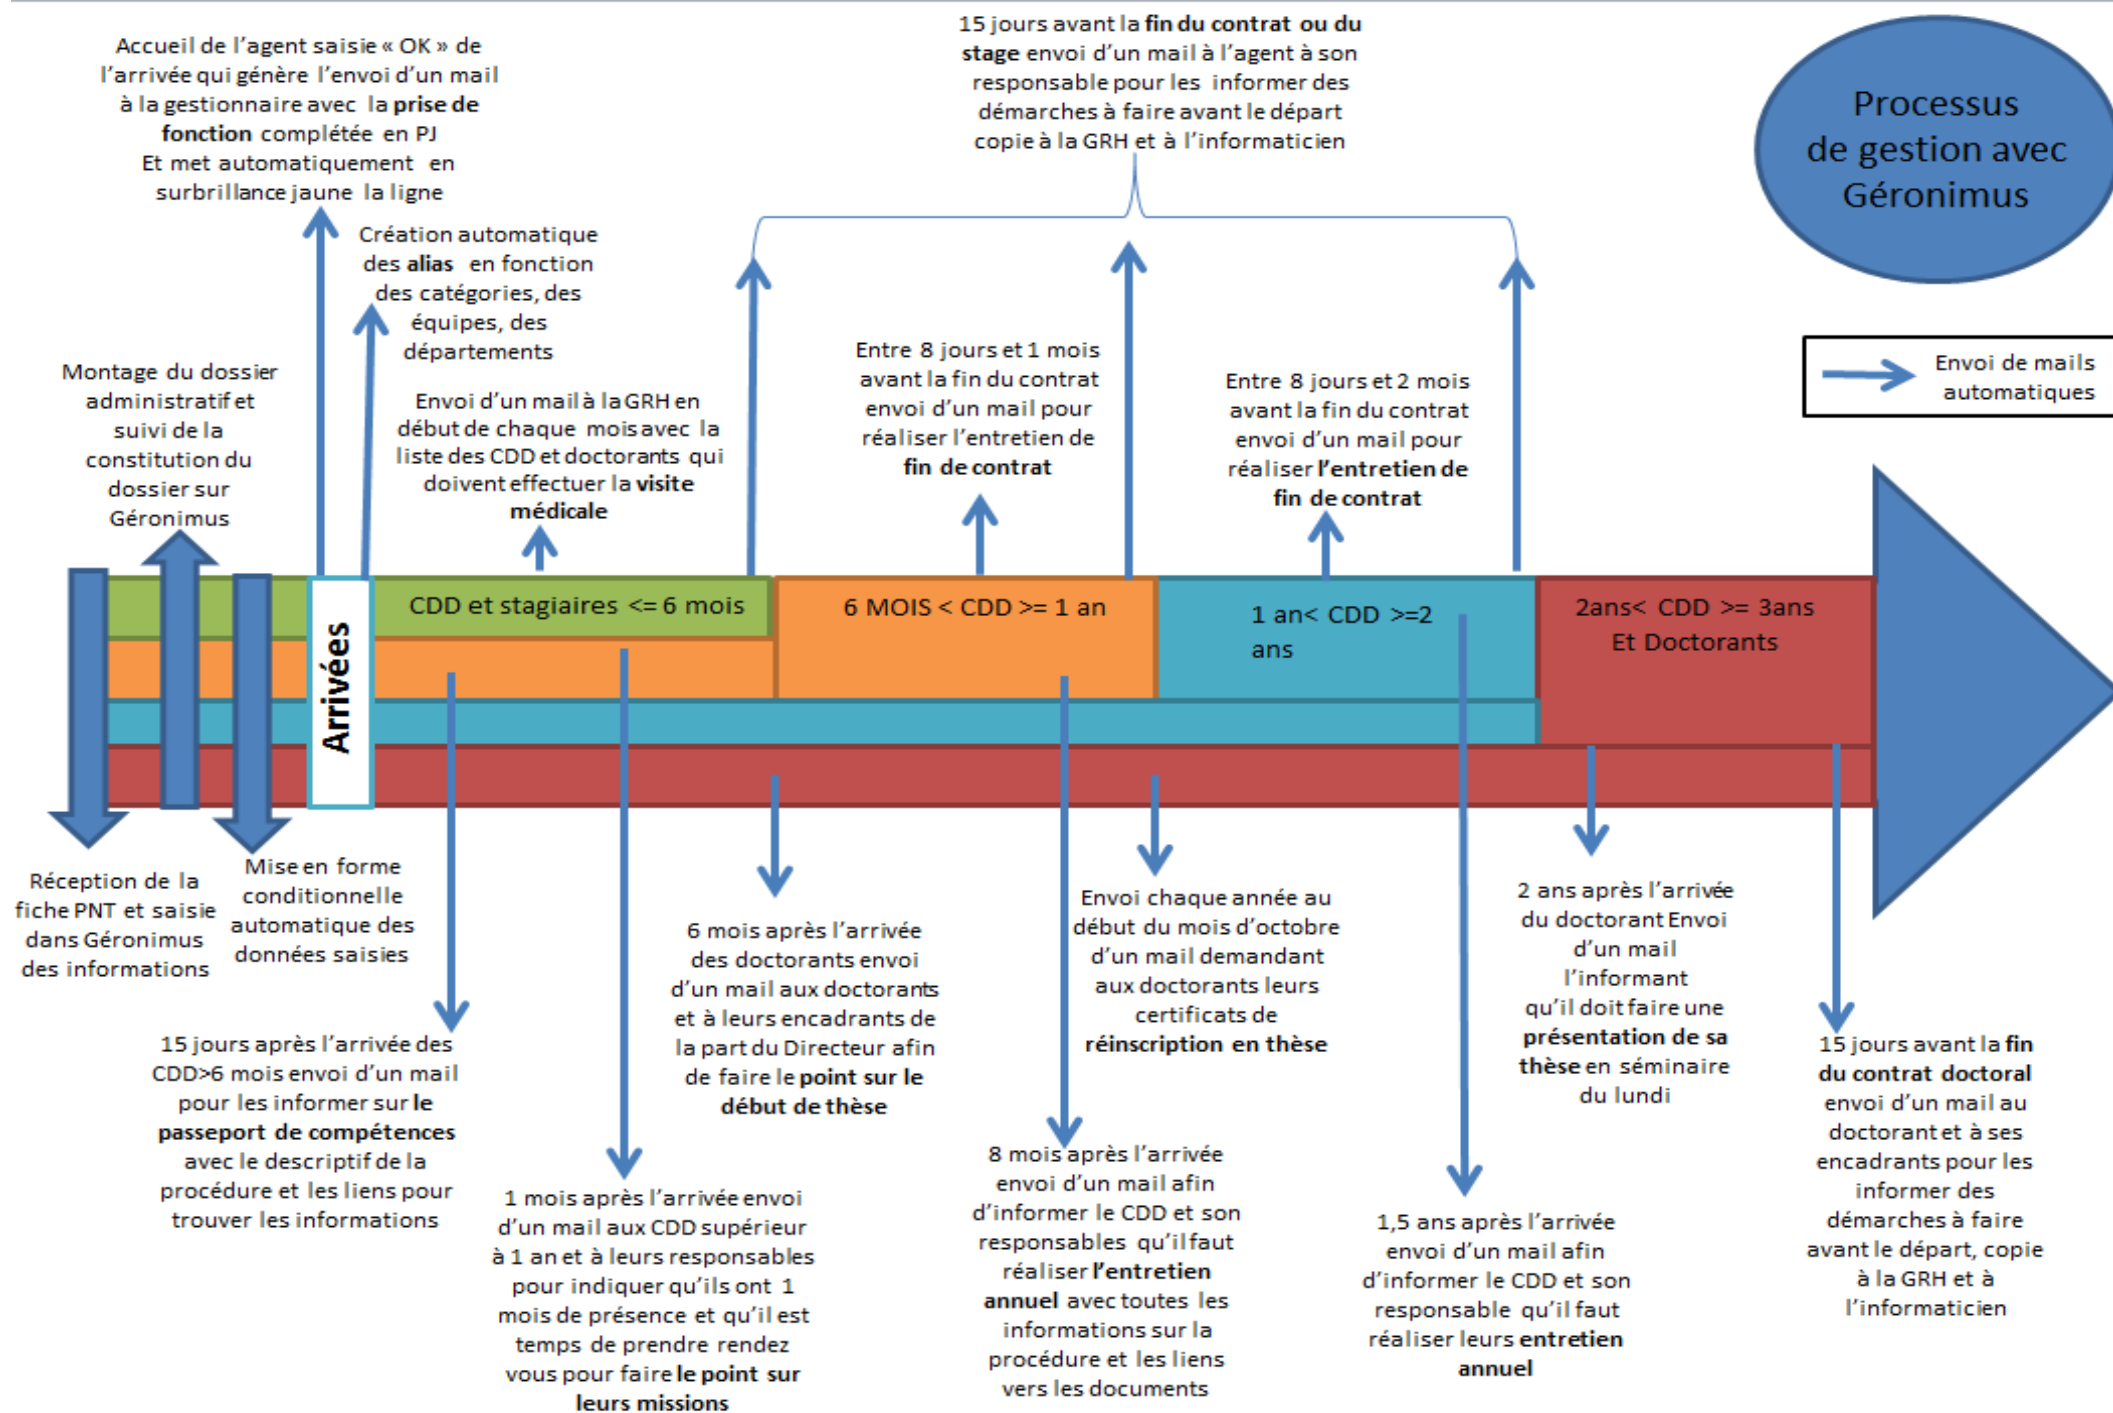 Accueil de l’agent saisie « OK » de
l’arrivée qui génère l’envoi d’un mail
à la gestionnaire avec la prise de
fonction complétée en PJ
Et met automatiquement en
surbrillance jaune la ligne
15 jours avant la fin du contrat ou du
stage envoi d’un mail à l’agent à son
responsable pour les informer des
démarches à faire avant le départ
copie à la GRH et à l’informaticien
Processus
de gestion avec
Géronimus
Création automatique
des alias en fonction
des catégories, des
équipes, des
départements
Envoi de mails
automatiques
Montage du dossier
administratif et
suivi de la
constitution du
dossier sur
Géronimus
Envoi d’un mail à la GRH en
début de chaque mois avec la
liste des CDD et doctorants qui
doivent effectuer la visite
médicale
Entre 8 jours et 1 mois
avant la fin du contrat
envoi d’un mail pour
réaliser l’entretien de
fin de contrat
Entre 8 jours et 2 mois
avant la fin du contrat
envoi d’un mail pour
réaliser l’entretien de
fin de contrat
Arrivées
CDD et stagiaires <= 6 mois
6 MOIS < CDD >= 1 an
1 an< CDD >=2
ans
2ans< CDD >= 3ans
Et Doctorants
Réception de la
fiche PNT et saisie
dans Géronimus
des informations
Mise en forme
conditionnelle
automatique des
données saisies
15 jours après l’arrivée des
CDD>6 mois envoi d’un mail
pour les informer sur le
passeport de compétences
avec le descriptif de la
procédure et les liens pour
trouver les informations
1 mois après l’arrivée envoi
d’un mail aux CDD supérieur
à 1 an et à leurs responsables
pour indiquer qu’ils ont 1
mois de présence et qu’il est
temps de prendre rendez
vous pour faire le point sur
leurs missions
6 mois après l’arrivée
des doctorants envoi
d’un mail aux doctorants
et à leurs encadrants de
la part du Directeur afin
de faire le point sur le
début de thèse
8 mois après l’arrivée
envoi d’un mail afin
d’informer le CDD et son
responsables qu’il faut
réaliser l’entretien
annuel avec toutes les
informations sur la
procédure et les liens
vers les documents
Envoi chaque année au
début du mois d’octobre
d’un mail demandant
aux doctorants leurs
certificats de
réinscription en thèse
1,5 ans après l’arrivée
envoi d’un mail afin
d’informer le CDD et son
responsable qu’il faut
réaliser leurs entretien
annuel
2 ans après l’arrivée
du doctorant Envoi
d’un mail
l’informant
qu’il doit faire une
présentation de sa
thèse en séminaire
du lundi
15 jours avant la fin
du contrat doctoral
envoi d’un mail au
doctorant et à ses
encadrants pour les
informer des
démarches à faire
avant le départ, copie
à la GRH et à
l’informaticien